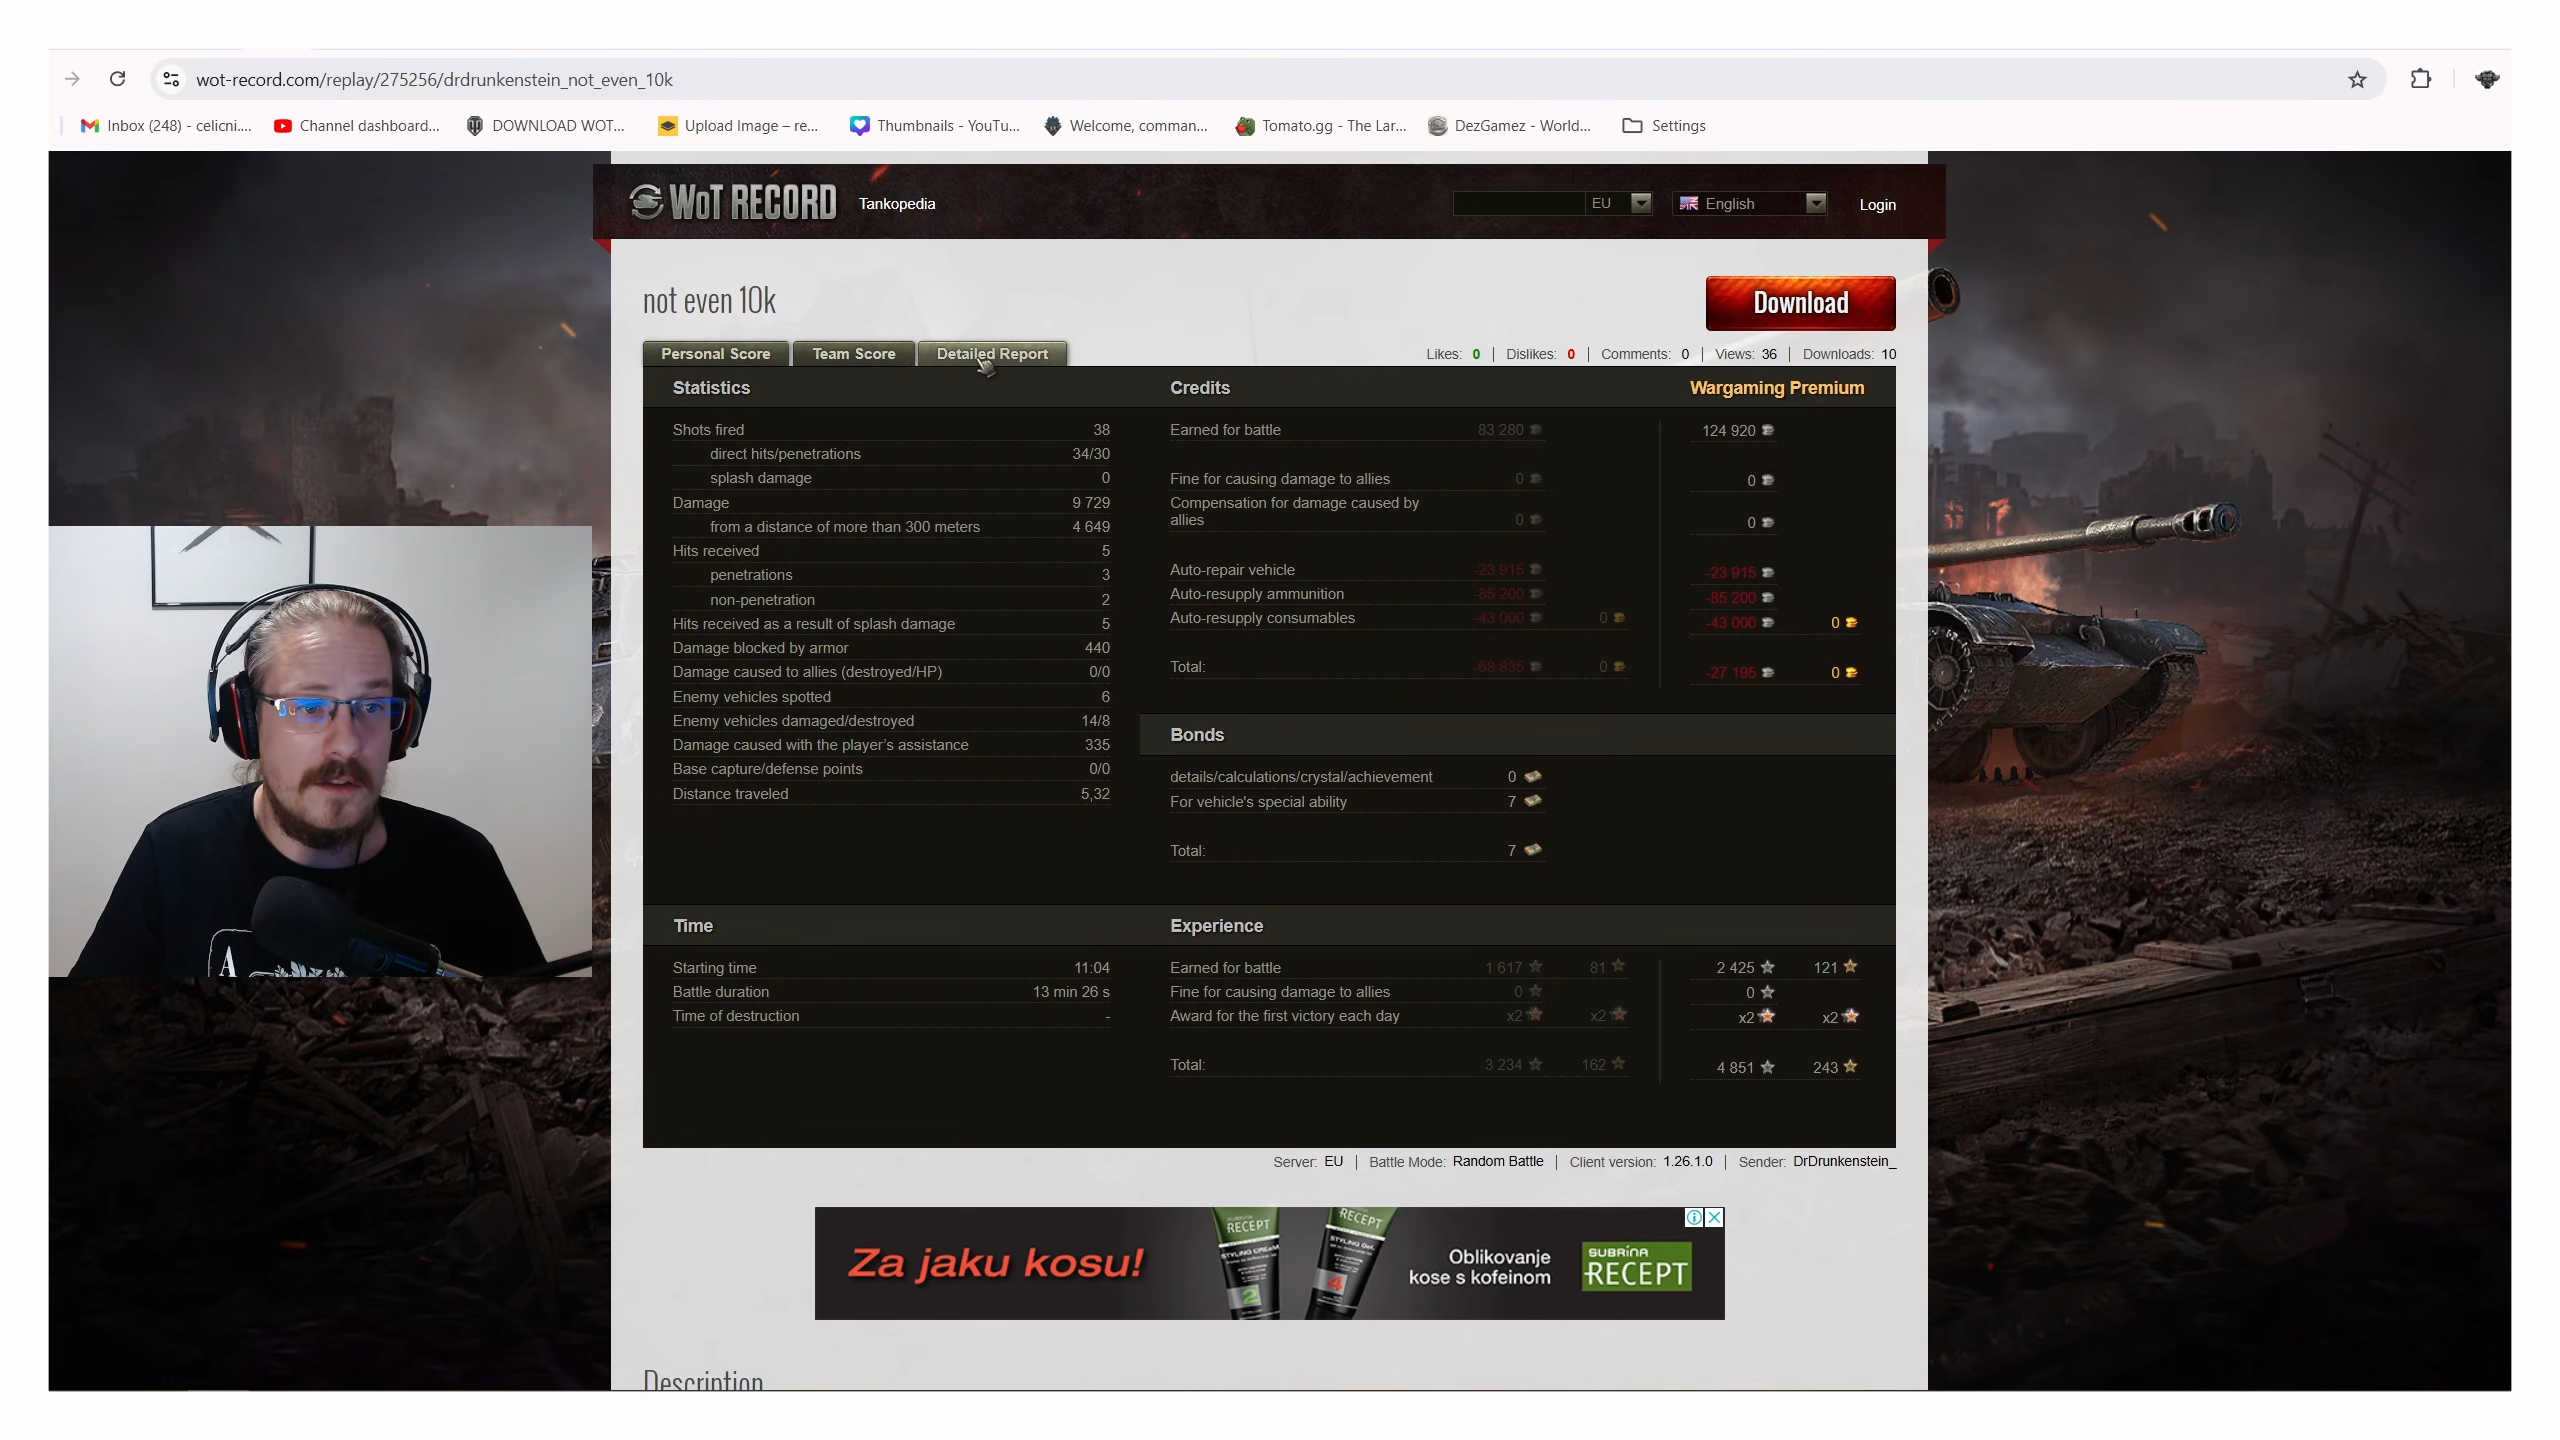 wot-record.com/replay/275256/drdrunkenstein_not_even_10k
Inbox (248) - celicni.... Channel dashboard... DOWNLOAD WOT... Upload Image – re... Thumbnails - YouTu... Welcome, comman... Tomato.gg - The Lar... DezGamez - World... Settings
WoT RECORD Tankopedia EU English Login
not even 10k Download
Personal Score Team Score Detailed Report Likes: 0 | Dislikes: 0 | Comments: 0 | Views: 36 | Downloads: 10
Statistics
Shots fired 38
direct hits/penetrations 34/30
splash damage 0
Damage 9 729
from a distance of more than 300 meters 4 649
Hits received 5
penetrations 3
non-penetration 2
Hits received as a result of splash damage 5
Damage blocked by armor 440
Damage caused to allies (destroyed/HP) 0/0
Enemy vehicles spotted 6
Enemy vehicles damaged/destroyed 14/8
Damage caused with the player's assistance 335
Base capture/defense points 0/0
Distance traveled 5,32
Credits Wargaming Premium
Earned for battle 83 280 124 920
Fine for causing damage to allies 0 0
Compensation for damage caused by
allies 0 0
Auto-repair vehicle -23 915 -23 915
Auto-resupply ammunition -85 200 -85 200
Auto-resupply consumables -43 000 0 -43 000 0
Total: -68 835 0 -27 195 0
Bonds
details/calculations/crystal/achievement 0
For vehicle's special ability 7
Total: 7
Time
Starting time 11:04
Battle duration 13 min 26 s
Time of destruction -
Experience
Earned for battle 1 617 81 2 425 121
Fine for causing damage to allies 0 0
Award for the first victory each day x2 x2 x2 x2
Total: 3 234 162 4 851 243
Server: EU | Battle Mode: Random Battle | Client version: 1.26.1.0 | Sender: DrDrunkenstein_
Za jaku kosu!
SUBRINA
RECEPT
STYLING CREAM
2
RECEPT
STYLING GEL
4
Oblikovanje
kose s kofeinom
SUBRINA
RECEPT
Description
A